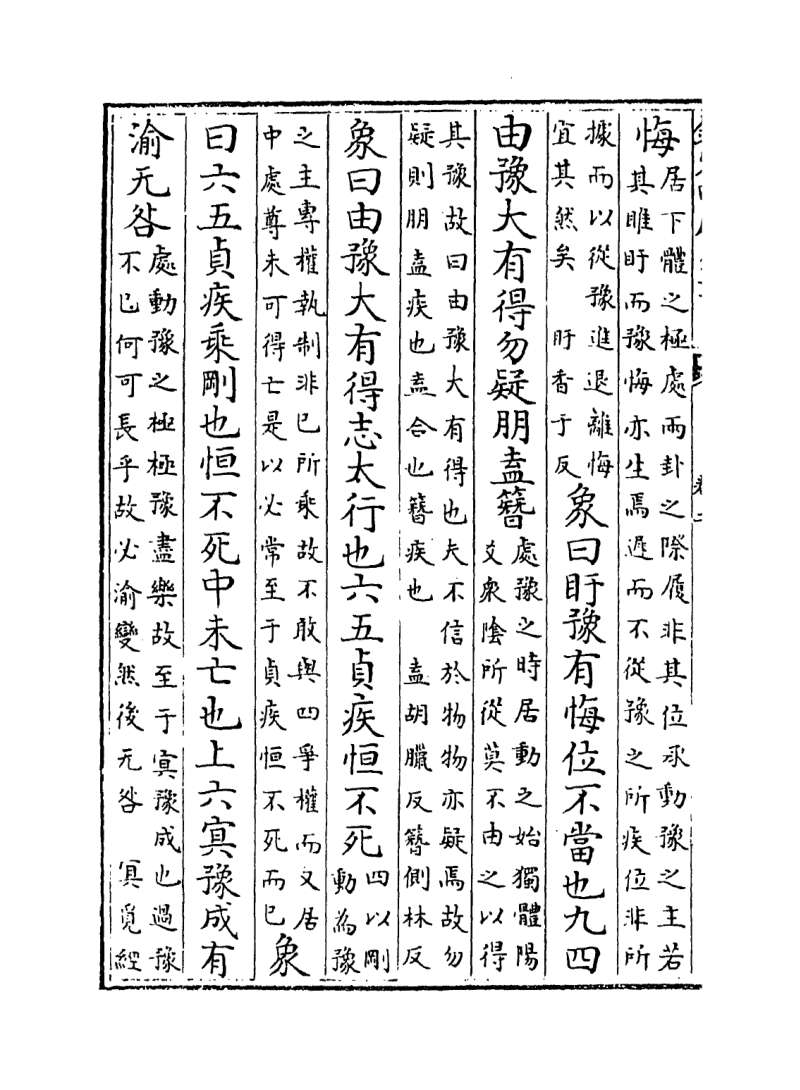 悔
居下體之極處兩卦之際履非其位承動豫之主若
其睢盱而豫悔亦生焉遲而不從豫之所疾位非所
據而以從豫進退離悔
宜其然矣　盱香于反
象曰盱豫有悔位不當也九四
由豫大有得勿疑朋盍簪
處豫之時居動之始獨體陽
爻衆陰所從莫不由之以得
其豫故曰由豫大有得也夫不信於物物亦疑焉故勿
疑則朋盍疾也盍合也簪疾也　盍胡臘反簪側林反
象曰由豫大有得志太行也六五貞疾恒不死
四以剛
動為豫
之主專權執制非已所乘故不敢與四爭權而又居
中處尊未可得亡是以必常至于貞疾恒不死而已
象
曰六五貞疾乘剛也恒不死中未亡也上六冥豫成有
渝无咎
處動豫之極極豫盡樂故至于冥豫成也過豫
不已何可長乎故必渝變然後无咎　冥覓經